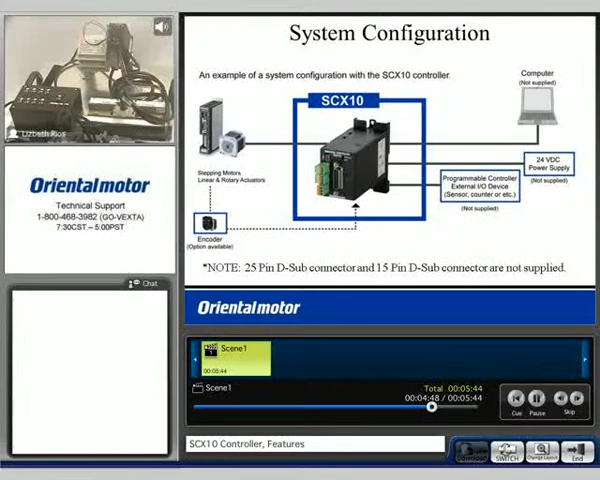 Lizbeth Rios
Orientalmotor
Technical Support
1-800-468-3982 (GO-VEXTA)
7:30CST – 5:00PST
Chat
System Configuration
An example of a system configuration with the SCX10 controller.
Computer
(Not supplied)
SCX10
24 VDC
Power Supply
(Not supplied)
Stepping Motors
Linear & Rotary Actuators
Programmable Controller
External I/O Device
(Sensor, counter or etc.)
(Not supplied)
Encoder
(Option available)
*NOTE: 25 Pin D-Sub connector and 15 Pin D-Sub connector are not supplied.
Orientalmotor
Scene1
00:05:44
Scene1
Total 00:05:44
00:04:48 / 00:05:44
Cue
Pause
Skip
SCX10 Controller, Features
SWITCH
Change Layout
End